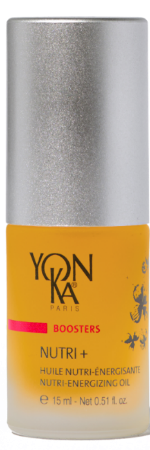 YON
KA®
PARIS
BOOSTERS
NUTRI +
HUILE NUTRI-ÉNERGISANTE
NUTRI-ENERGIZING OIL
e 15 ml - Net 0.51 fl. oz.